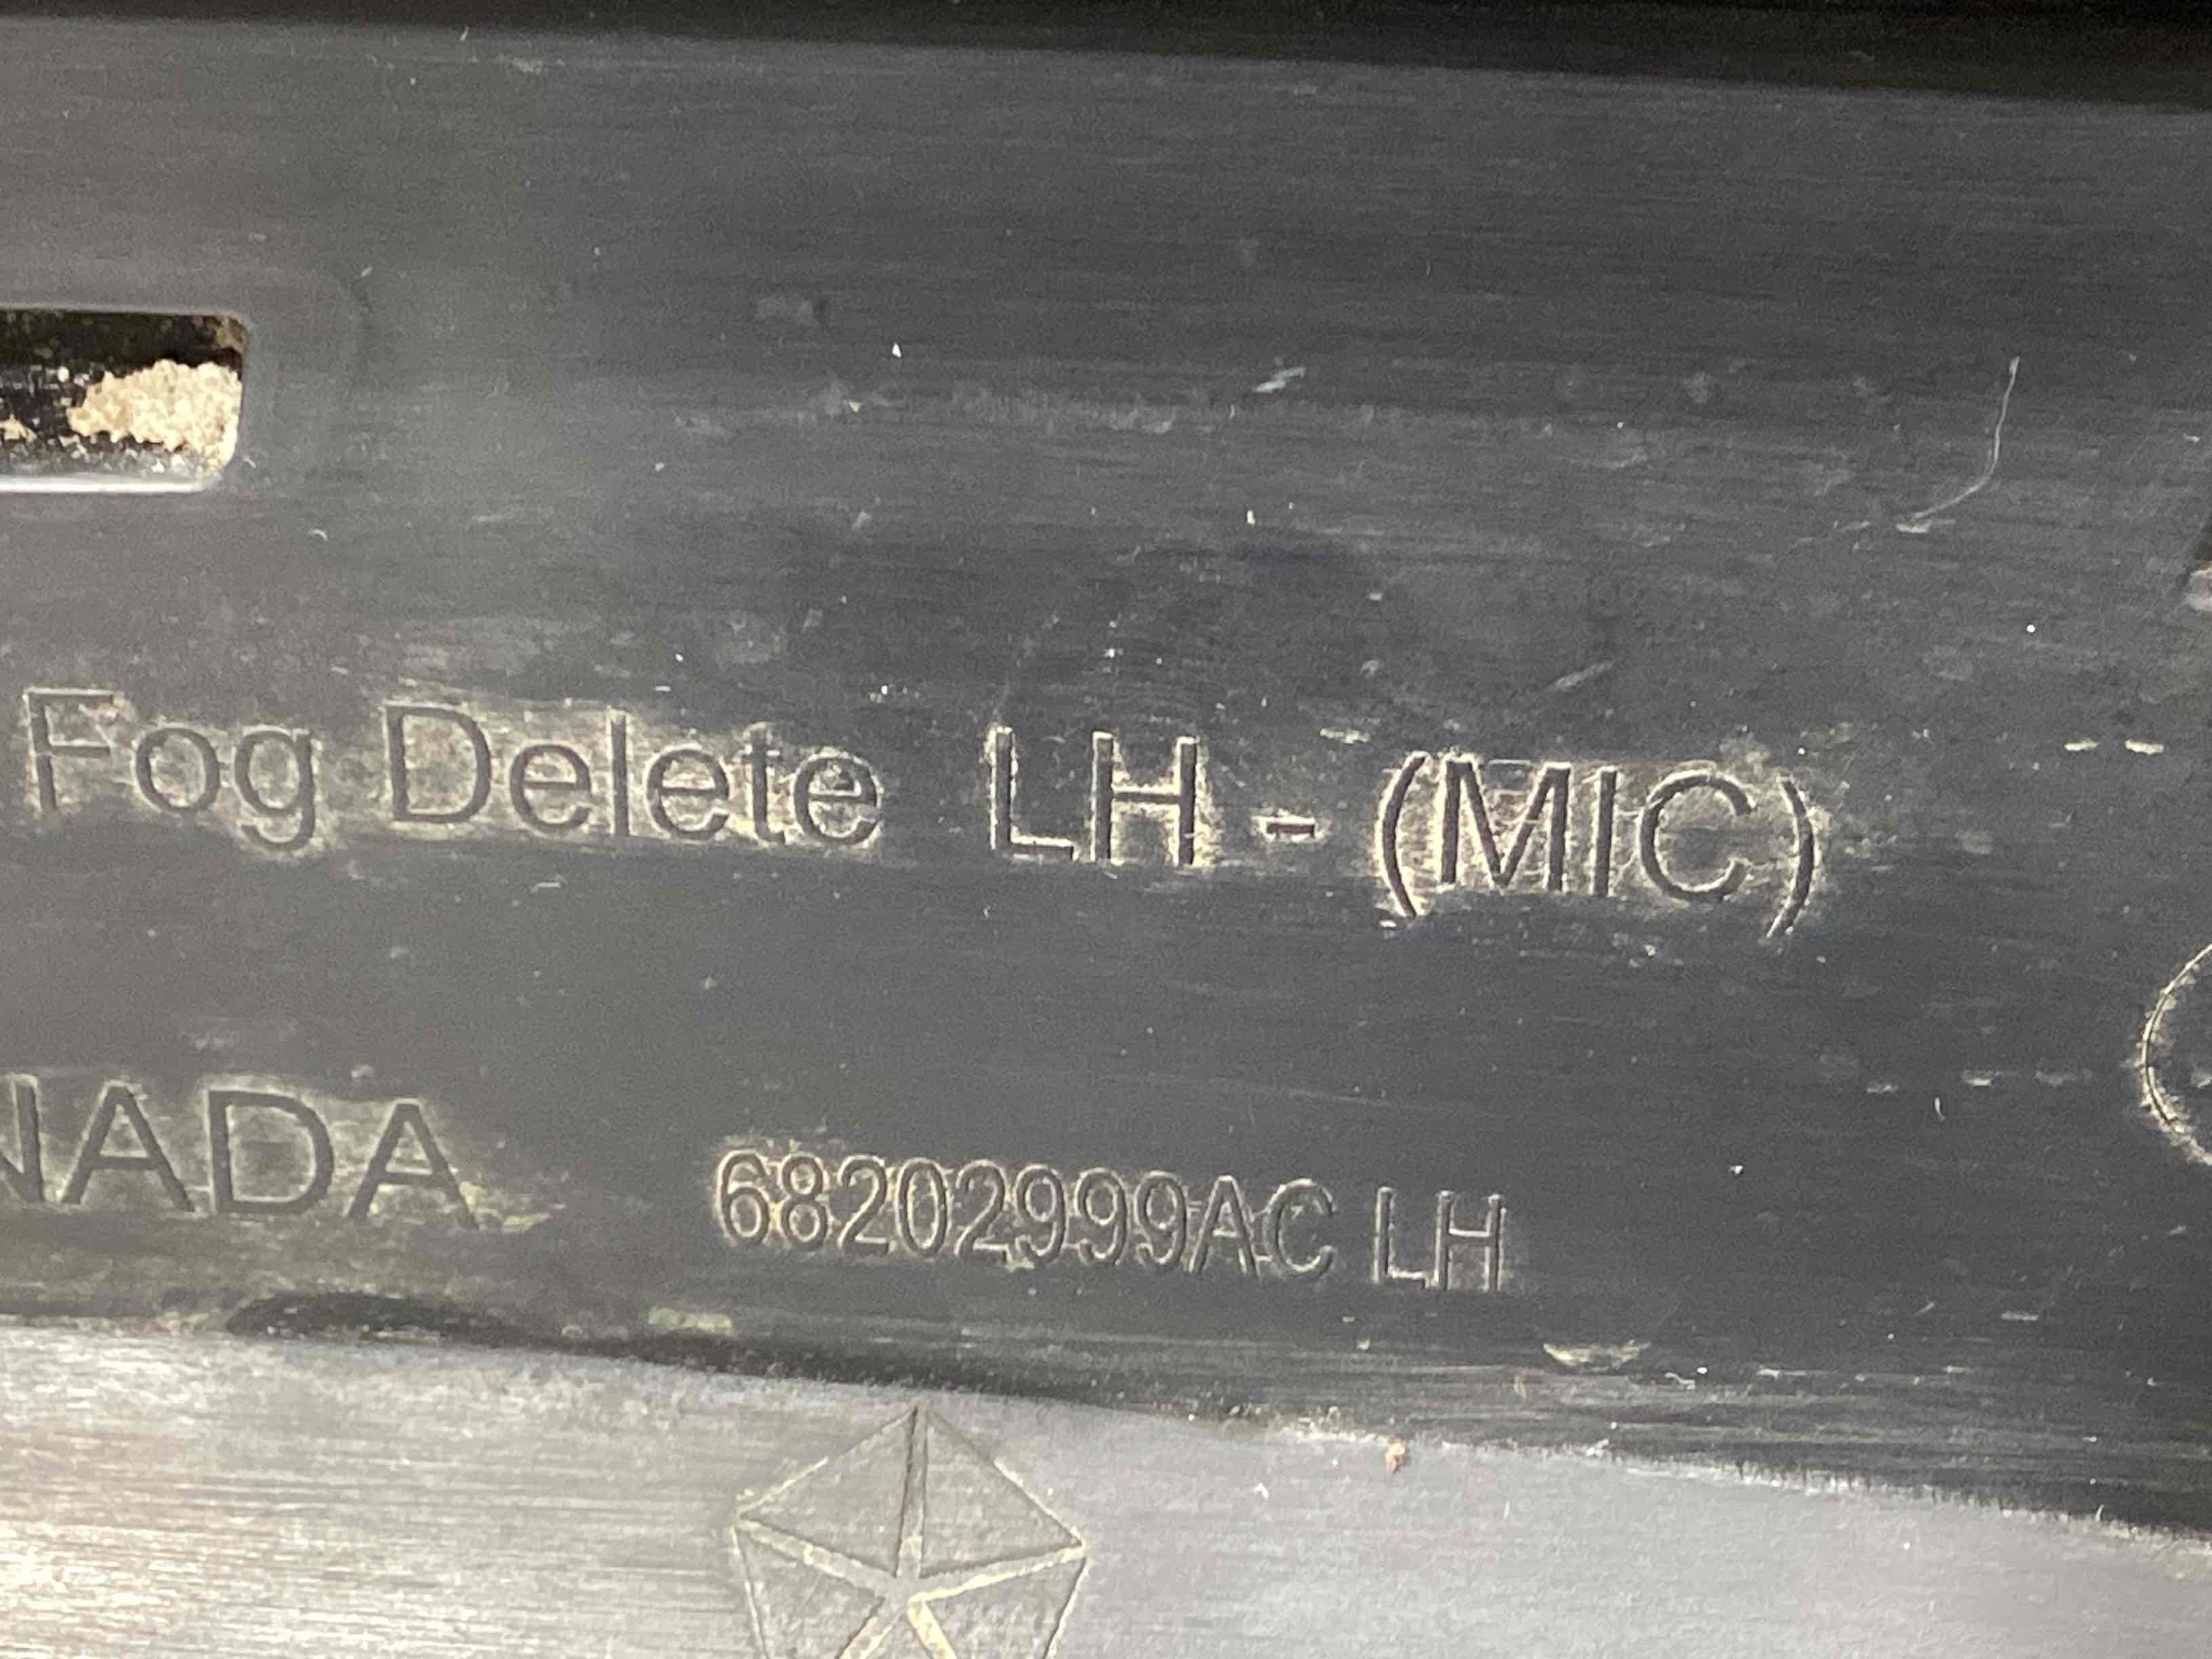 Fog Delete LH - (MIC)
NADA
68202999AC LH